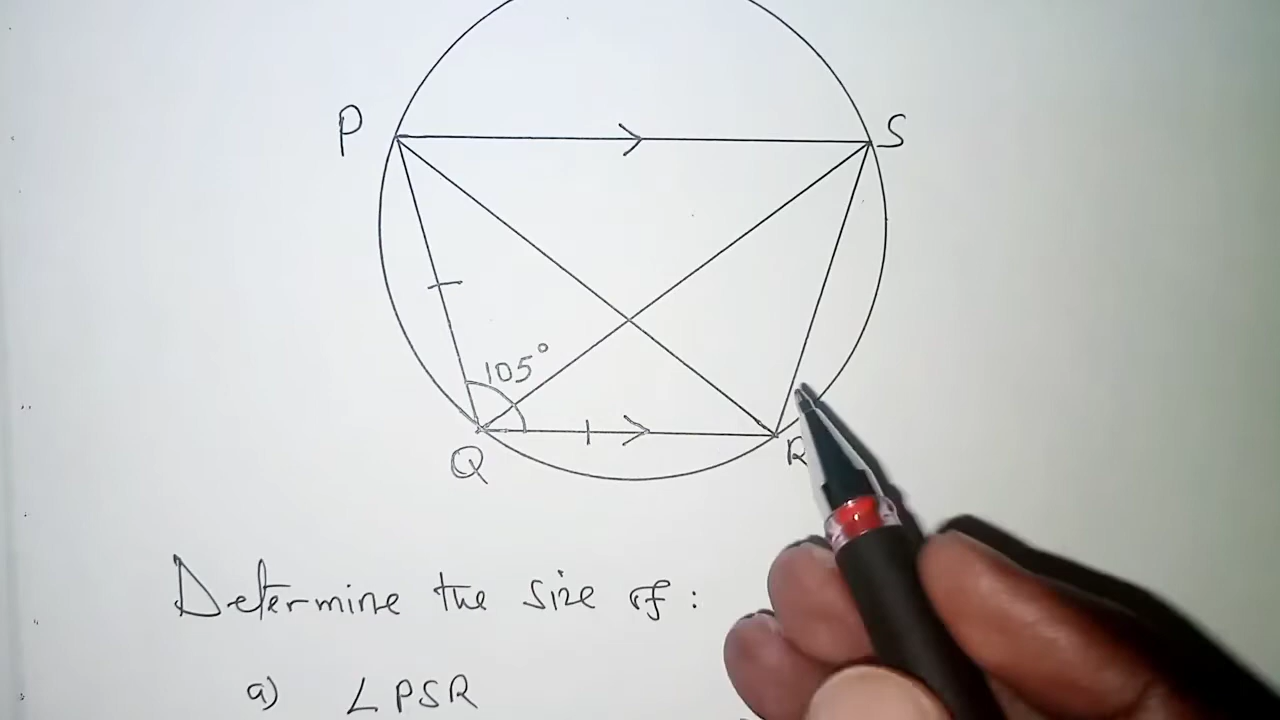 P
S
105°
Q
R
Determine the size of :
a) ∠PSR